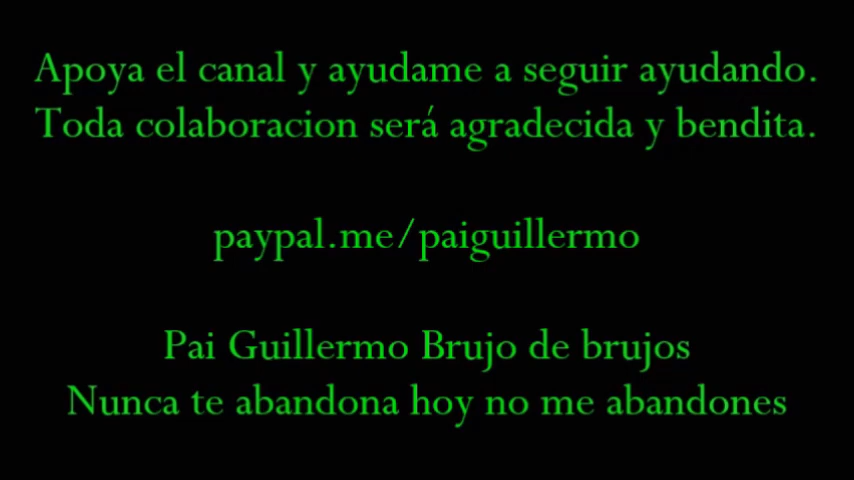 Apoya el canal y ayudame a seguir ayudando.
Toda colaboracion será agradecida y bendita.
paypal.me/paiguillermo
Pai Guillermo Brujo de brujos
Nunca te abandona hoy no me abandones